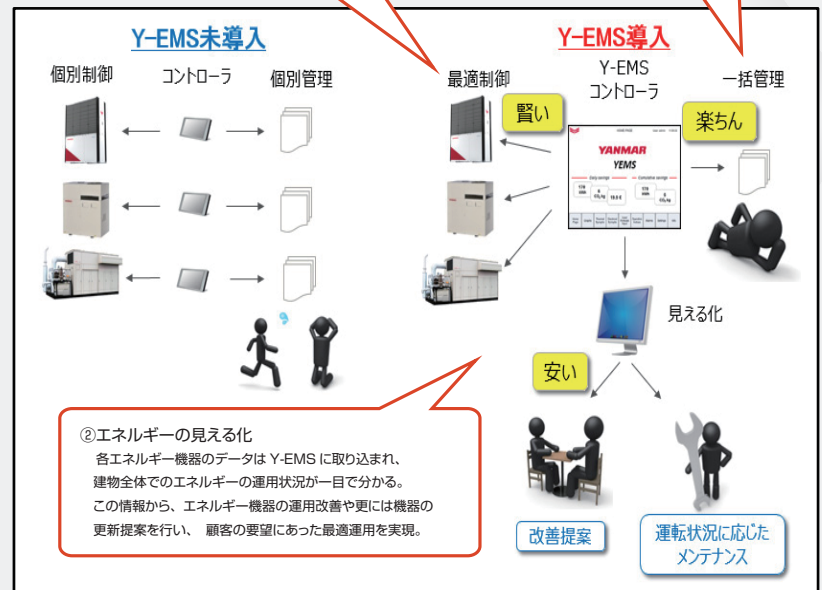 Y-EMS未導入
個別制御
コントローラ
個別管理
Y-EMS導入
最適制御
Y-EMS
コントローラ
一括管理
賢い
楽ちん
YANMAR
YEMS
見える化
安い
②エネルギーの見える化
各エネルギー機器のデータは Y-EMS に取り込まれ、
建物全体でのエネルギーの運用状況が一目で分かる。
この情報から、エネルギー機器の運用改善や更には機器の
更新提案を行い、 顧客の要望にあった最適運用を実現。
改善提案
運転状況に応じた
メンテナンス